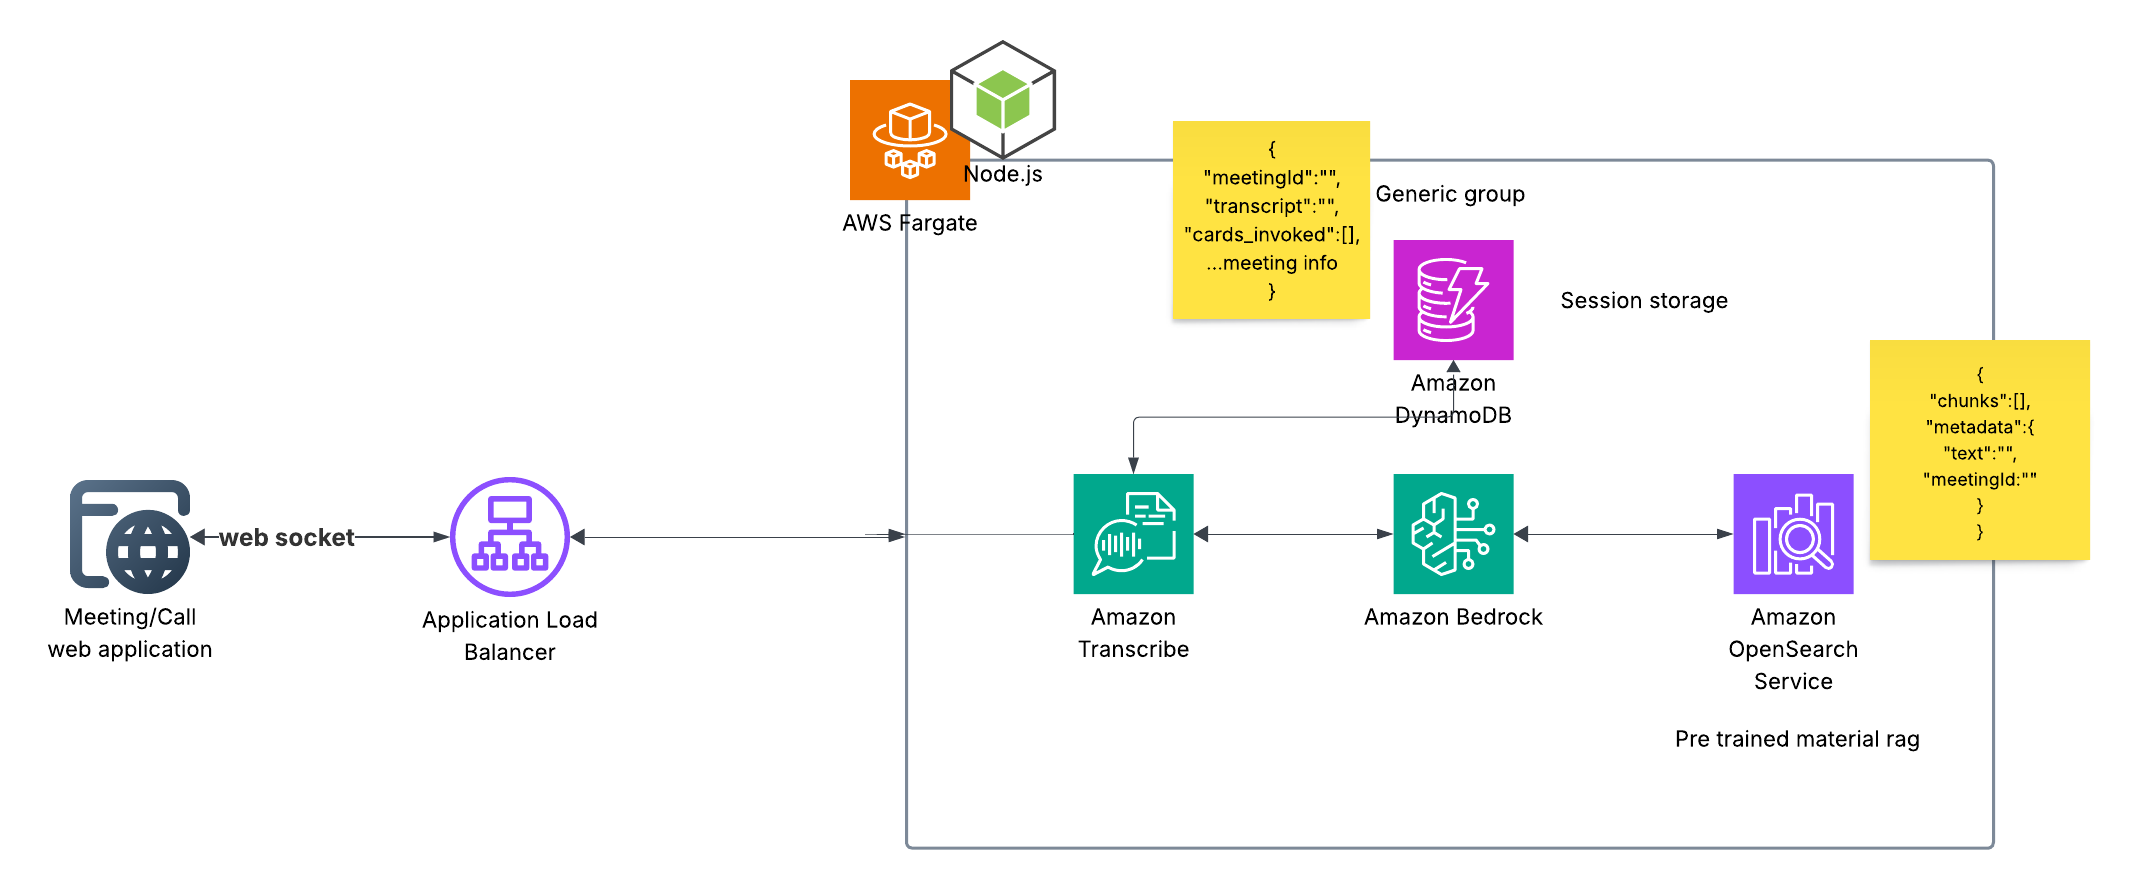 Node.js
AWS Fargate
{
"meetingId":"",
"transcript":"",
"cards_invoked":[],
...meeting info
}
Generic group
Session storage
Amazon
DynamoDB
{
"chunks":[],
"metadata":{
"text":"",
"meetingId:""
}
}
web socket
Meeting/Call
web application
Application Load
Balancer
Amazon
Transcribe
Amazon Bedrock
Amazon
OpenSearch
Service
Pre trained material rag